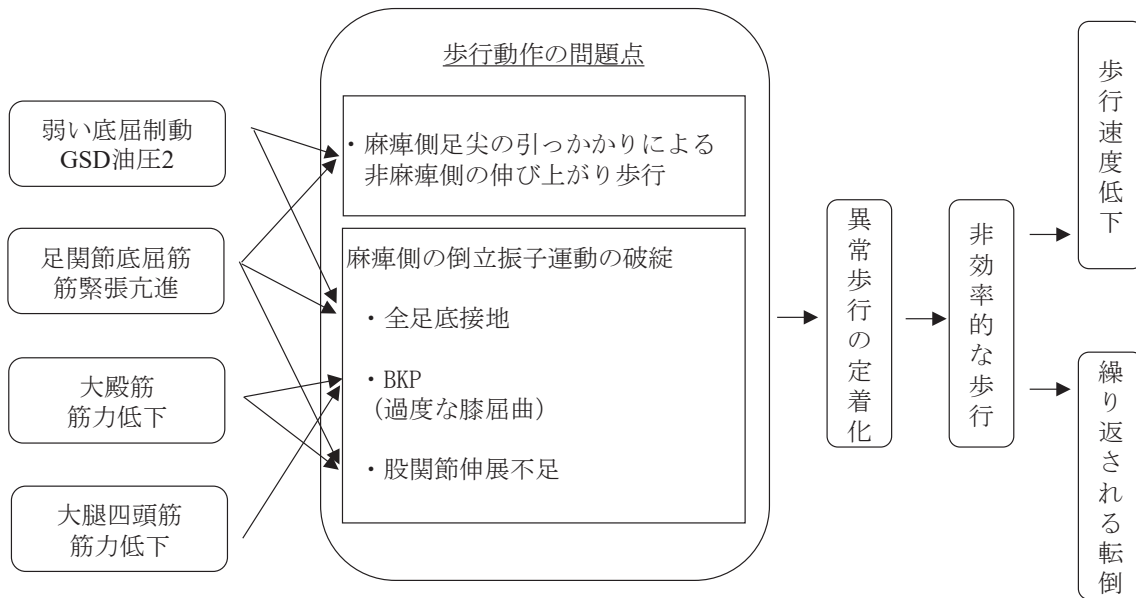 歩行動作の問題点
弱い底屈制動
GSD油圧2
足関節底屈筋
筋緊張亢進
大殿筋
筋力低下
大腿四頭筋
筋力低下
・麻痺側足尖の引っかかりによる
非麻痺側の伸び上がり歩行
麻痺側の倒立振子運動の破綻
・全足底接地
・BKP
（過度な膝屈曲）
・股関節伸展不足
異常歩行の定着化
非効率的な歩行
歩行速度低下
繰り返される転倒